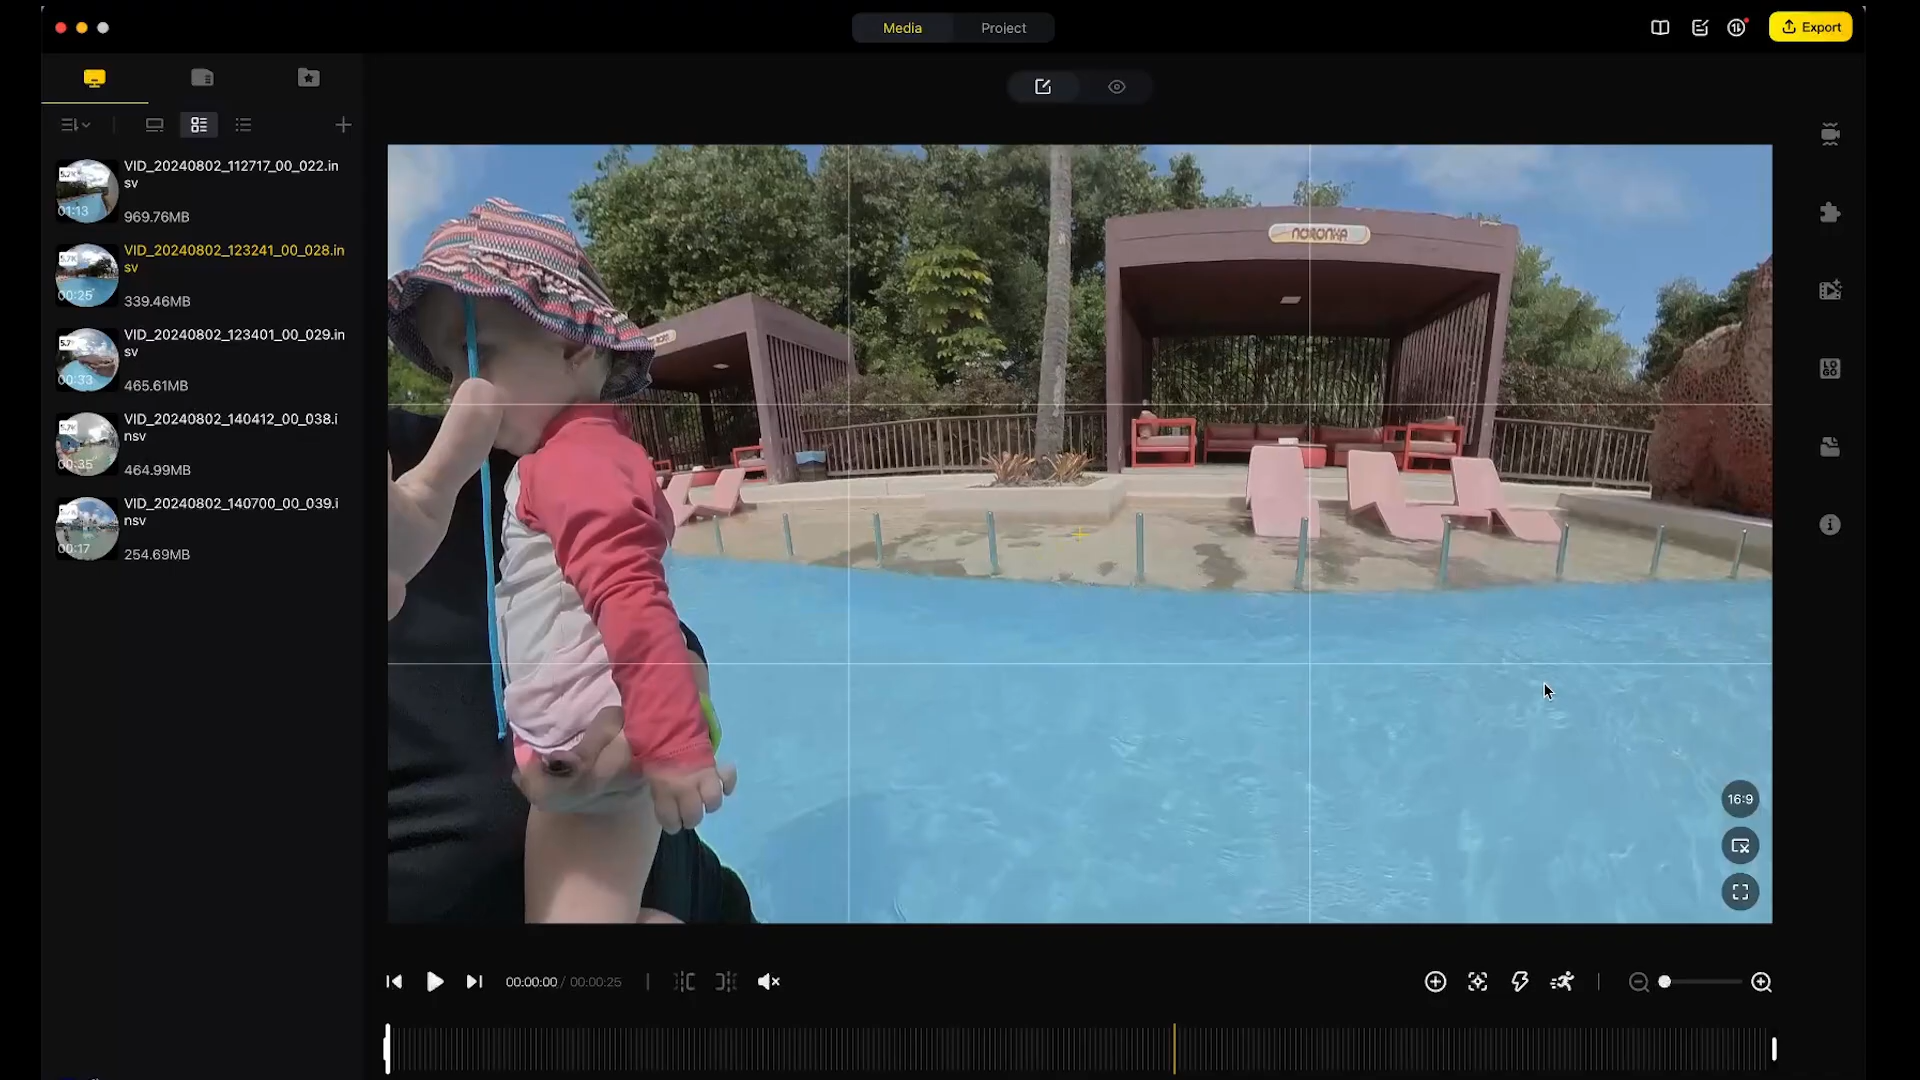 Media
Project
Export
VID_20240802_112717_00_022.in
sv
01:13
969.76MB
VID_20240802_123241_00_028.in
sv
00:25
339.46MB
VID_20240802_123401_00_029.in
sv
00:33
465.61MB
VID_20240802_140412_00_038.i
nsv
00:35
464.99MB
VID_20240802_140700_00_039.i
nsv
00:17
254.69MB
NORONHA
LO
GO
16:9
00:00:00 / 00:00:25